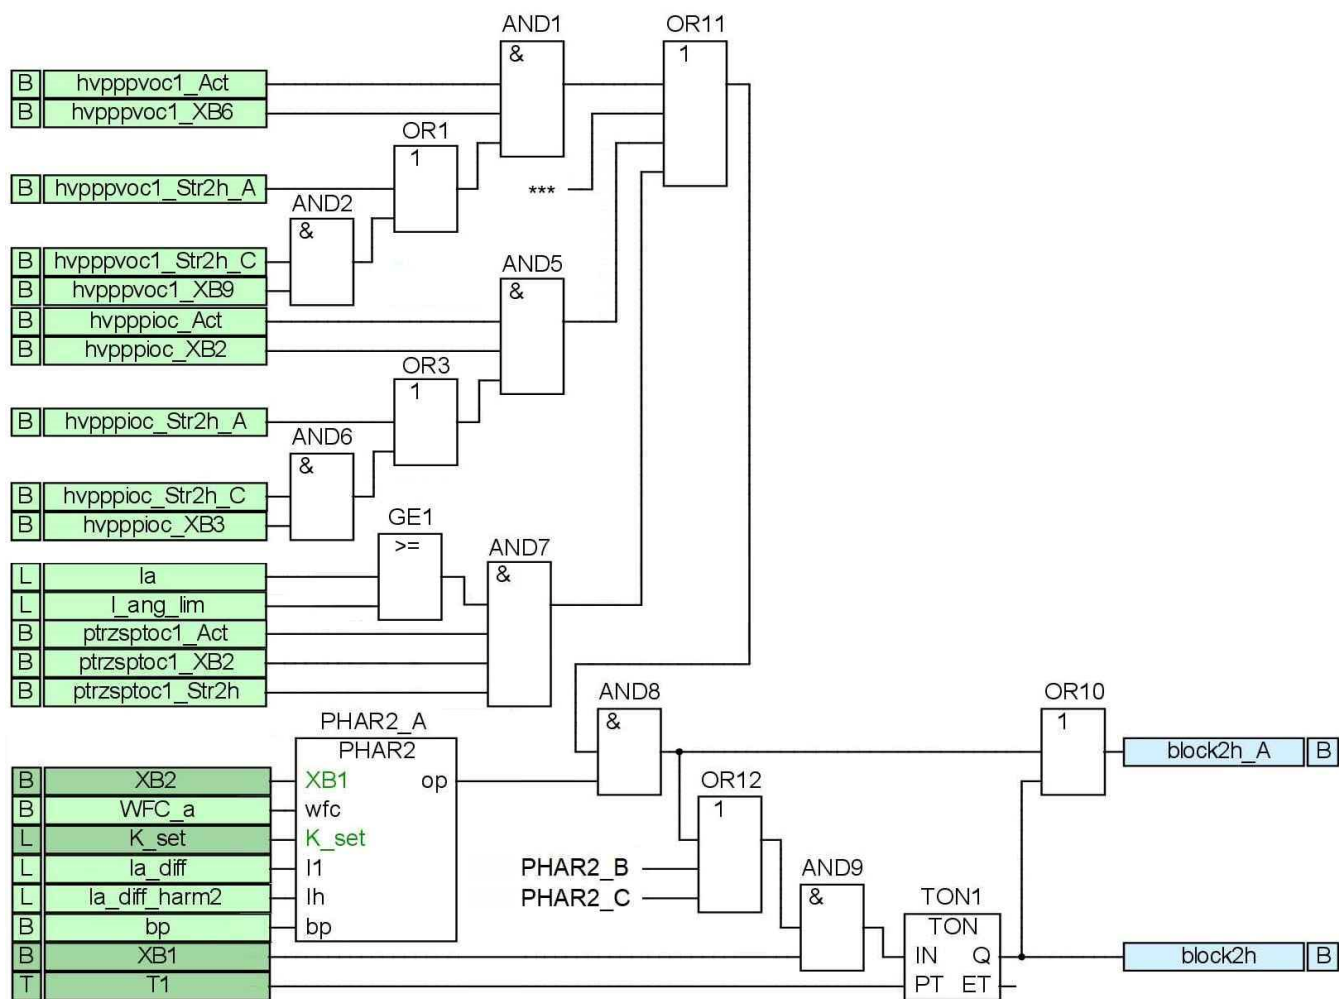 AND1
OR11
&
1
B hvpppvoc1_Act
B hvpppvoc1_XB6
OR1
1
B hvpppvoc1_Str2h_A
***
AND2
&
B hvpppvoc1_Str2h_C
B hvpppvoc1_XB9
AND5
&
B hvpppioc_Act
B hvpppioc_XB2
OR3
1
B hvpppioc_Str2h_A
AND6
&
B hvpppioc_Str2h_C
B hvpppioc_XB3
GE1
>=
AND7
&
L Ia
L I_ang_lim
B ptrzsptoc1_Act
B ptrzsptoc1_XB2
B ptrzsptoc1_Str2h
AND8
&
OR10
1
PHAR2_A
PHAR2
block2h_A B
B XB2 XB1 op
OR12
1
B WFC_a wfc
L K_set K_set
L Ia_diff I1
PHAR2_B
AND9
&
L Ia_diff_harm2 Ih
PHAR2_C
TON1
TON
B bp bp
B XB1 IN Q
block2h B
T T1 PT ET